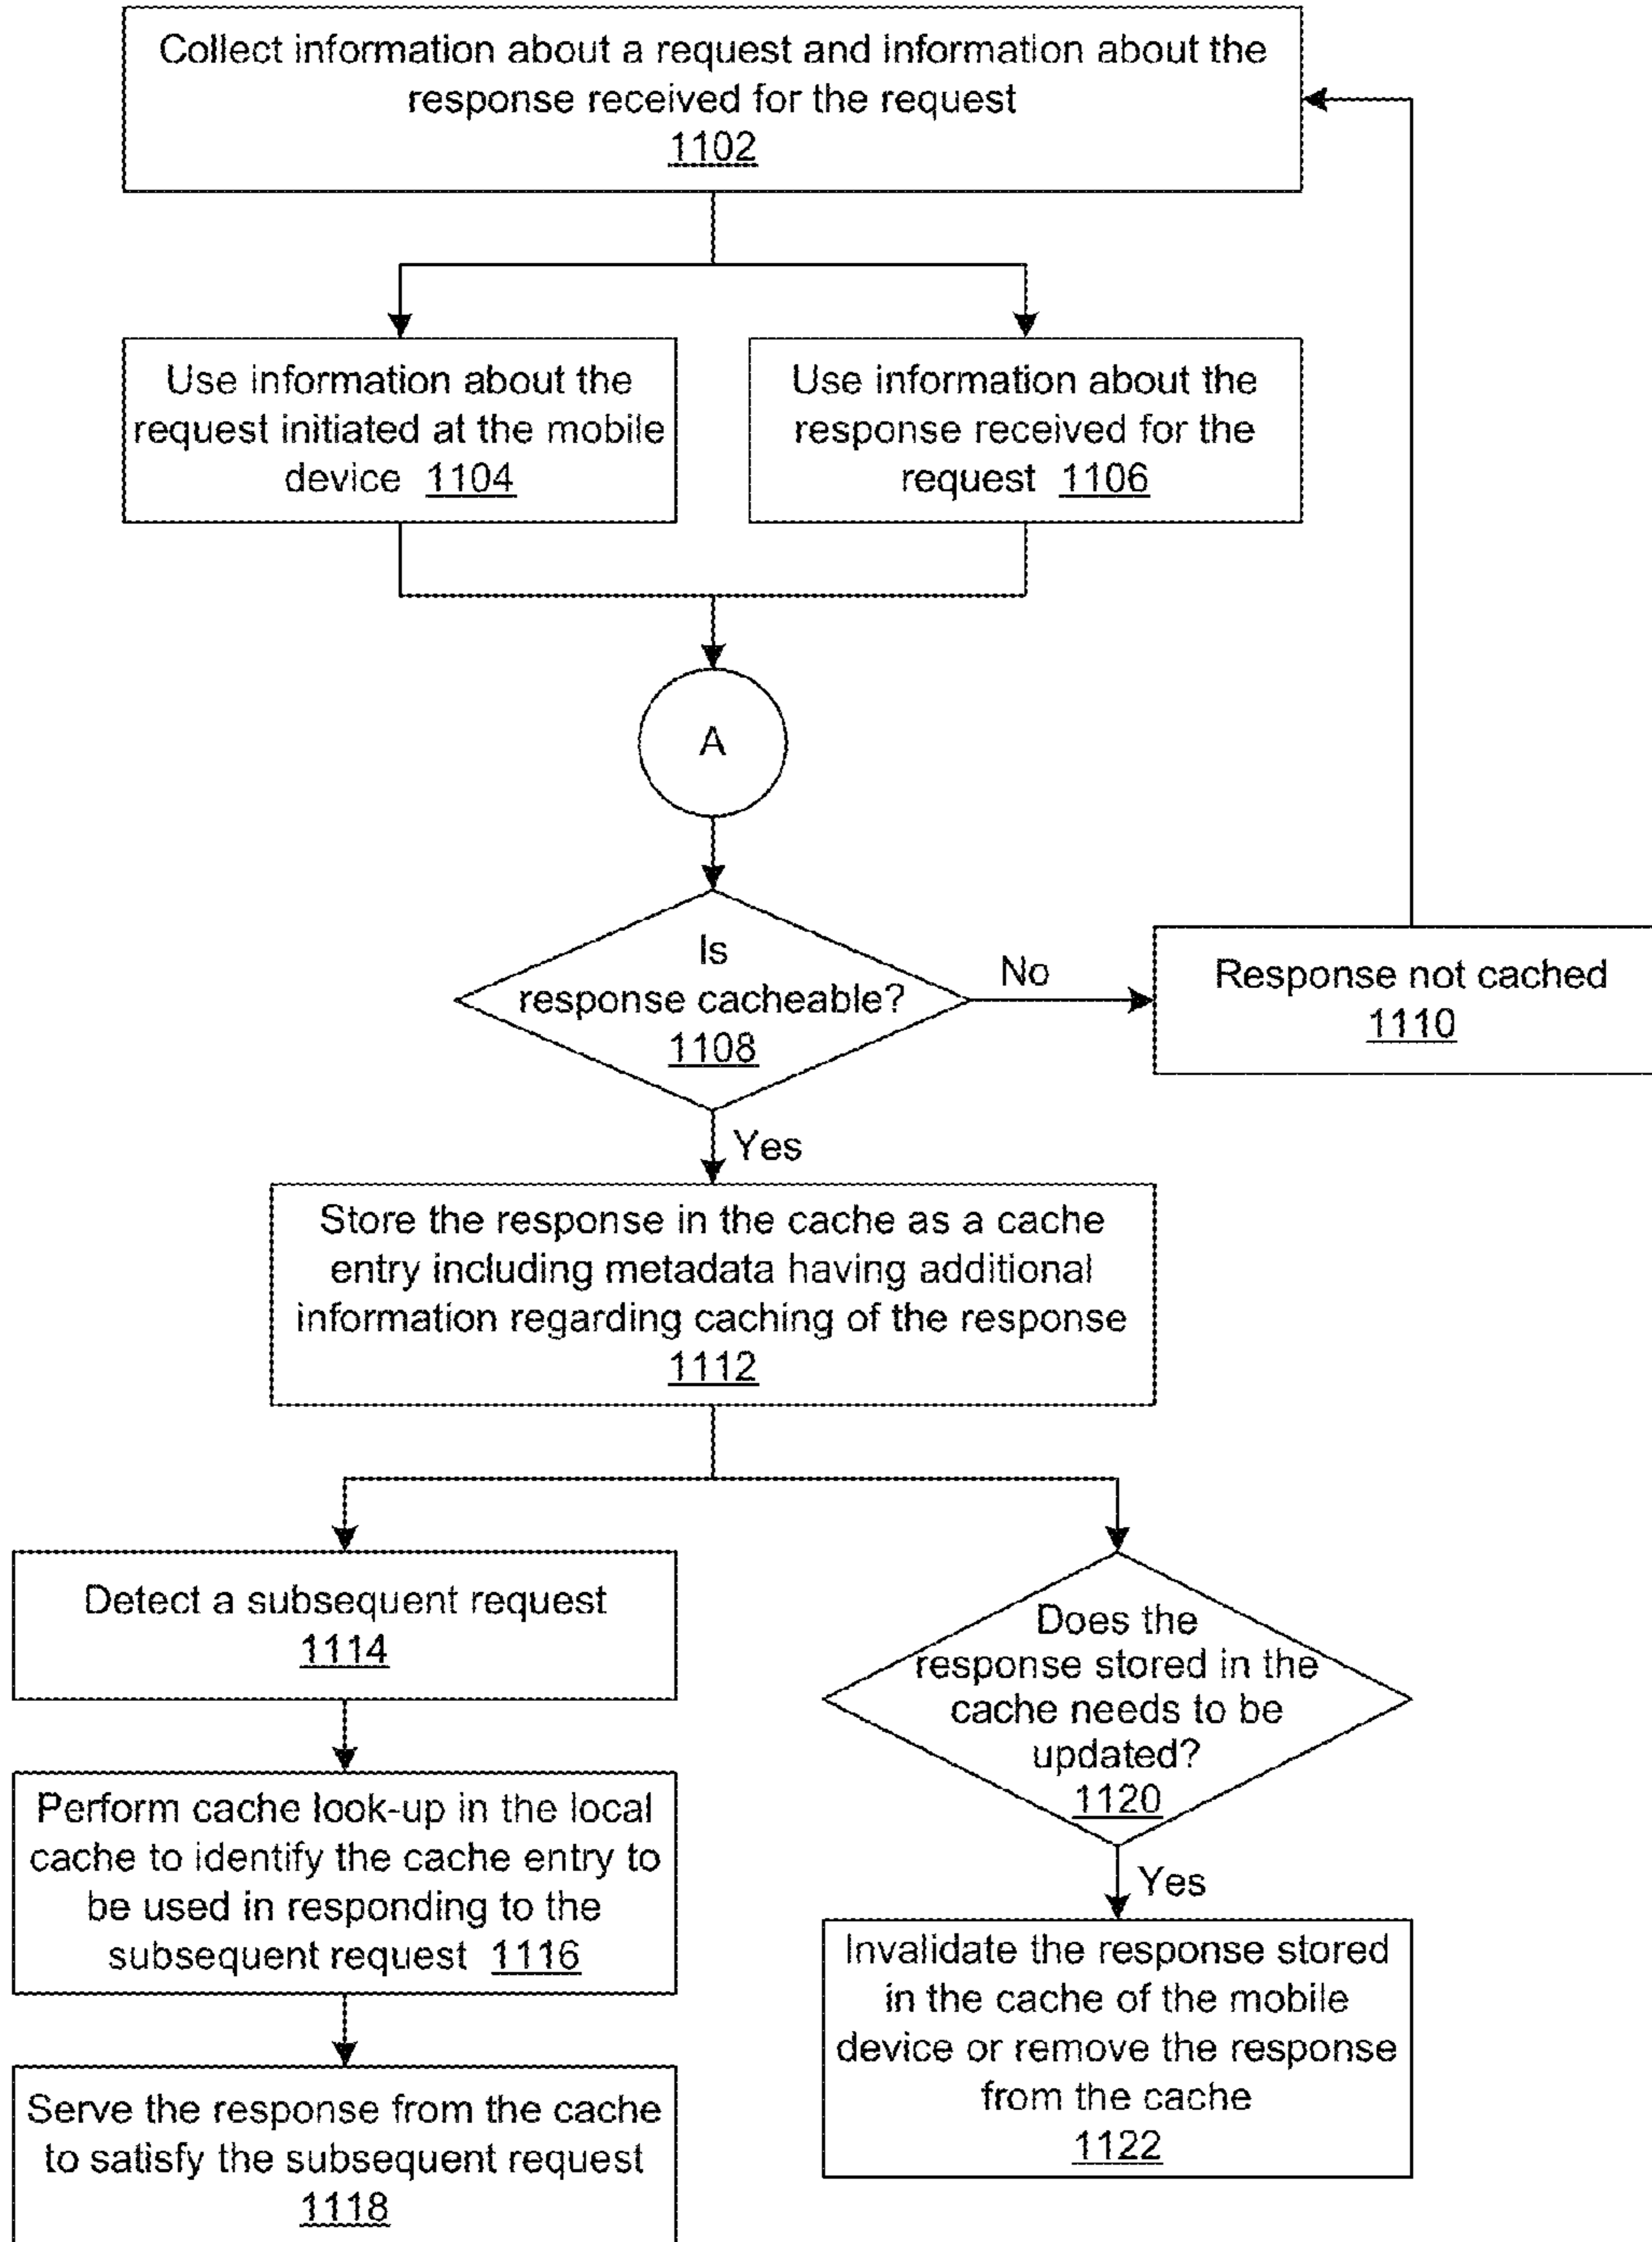 Collect information about a request and information about the
response received for the request
1102
Use information about the
request initiated at the mobile
device 1104
Use information about the
response received for the
request 1106
A
Is
response cacheable?
1108
No
Response not cached
1110
Yes
Store the response in the cache as a cache
entry including metadata having additional
information regarding caching of the response
1112
Detect a subsequent request
1114
Perform cache look-up in the local
cache to identify the cache entry to
be used in responding to the
subsequent request 1116
Serve the response from the cache
to satisfy the subsequent request
1118
Does the
response stored in the
cache needs to be
updated?
1120
Yes
Invalidate the response stored
in the cache of the mobile
device or remove the response
from the cache
1122